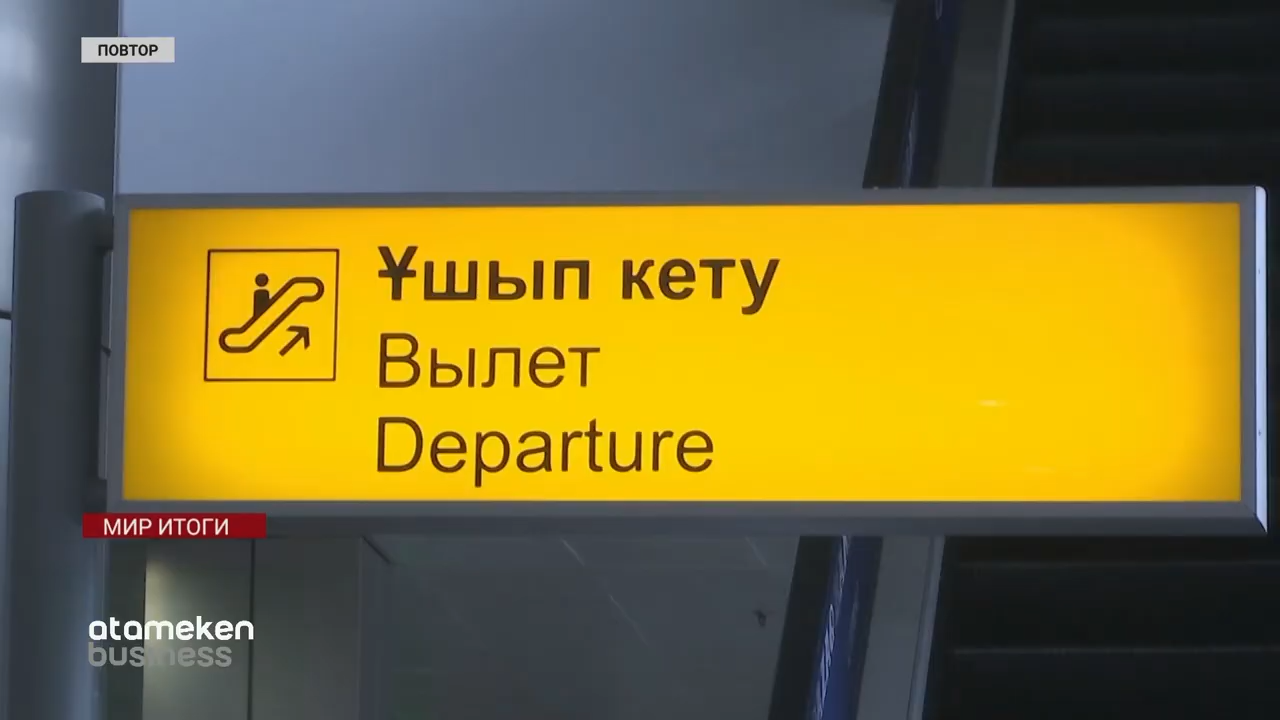 ПОВТОР
Ұшып кету
Вылет
Departure
МИР ИТОГИ
atameken
business